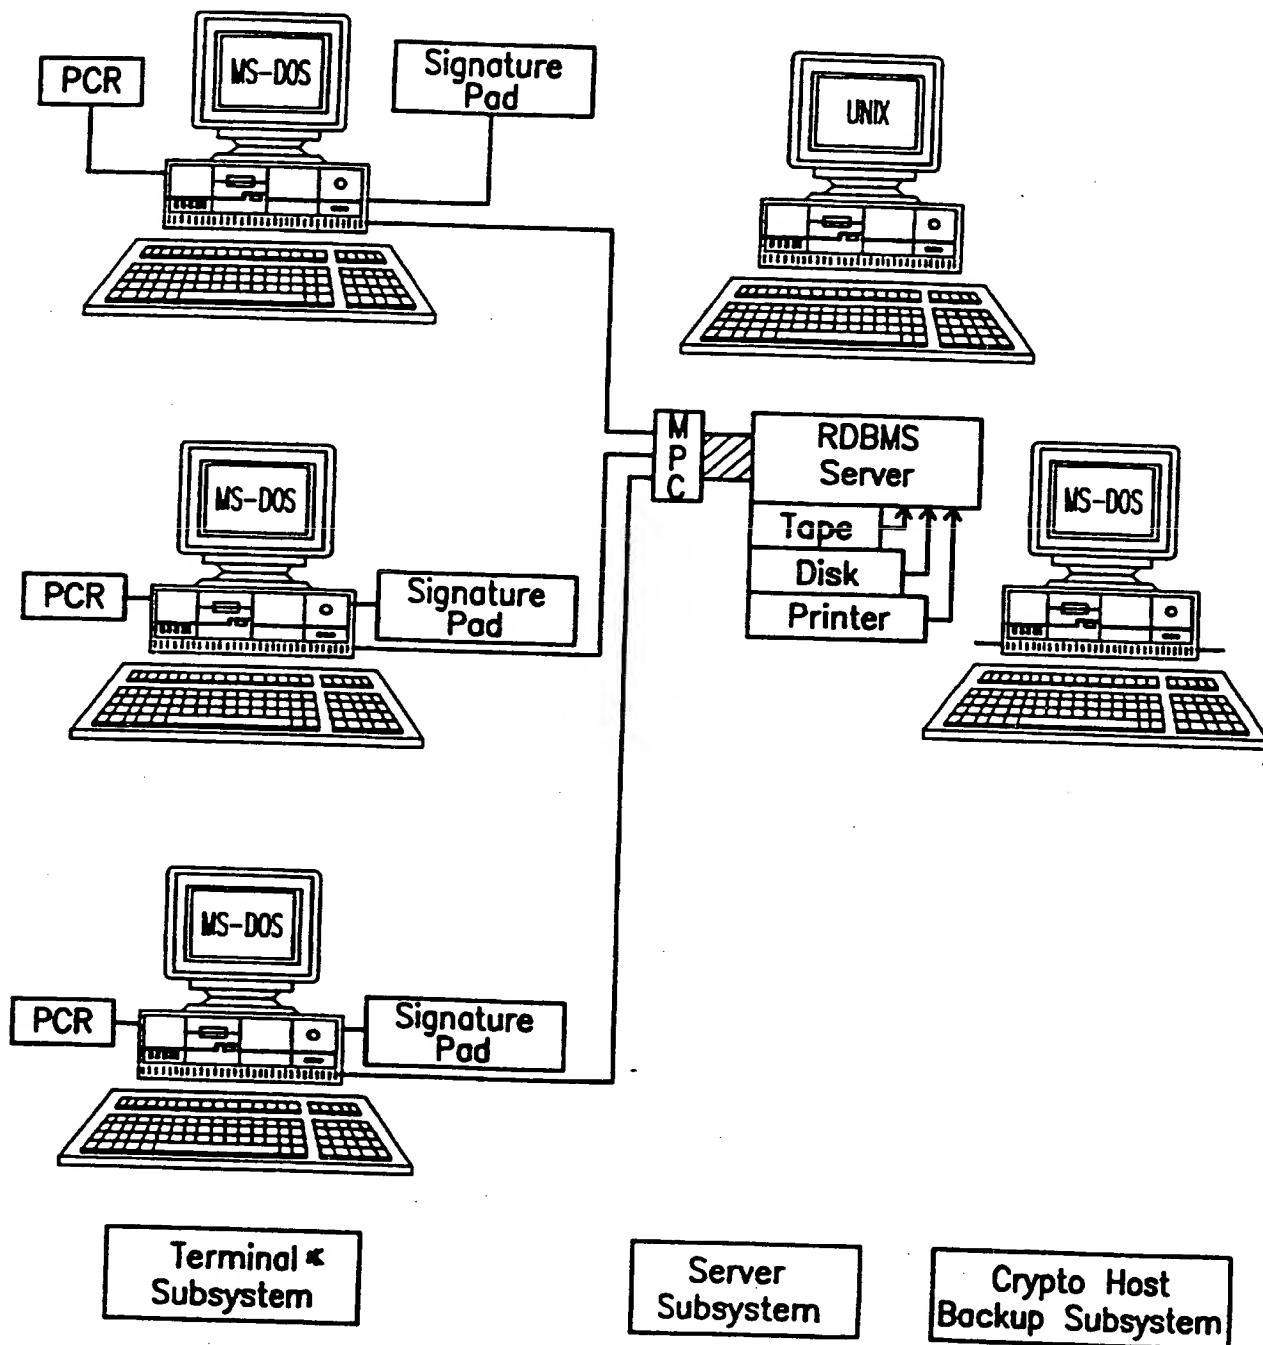 PCR
MS-DOS
Signature
Pad
UNIX
M
P
C
RDBMS
Server
Tape
Disk
Printer
MS-DOS
PCR
MS-DOS
Signature
Pad
PCR
MS-DOS
Signature
Pad
Terminal
Subsystem
Server
Subsystem
Crypto Host
Backup Subsystem